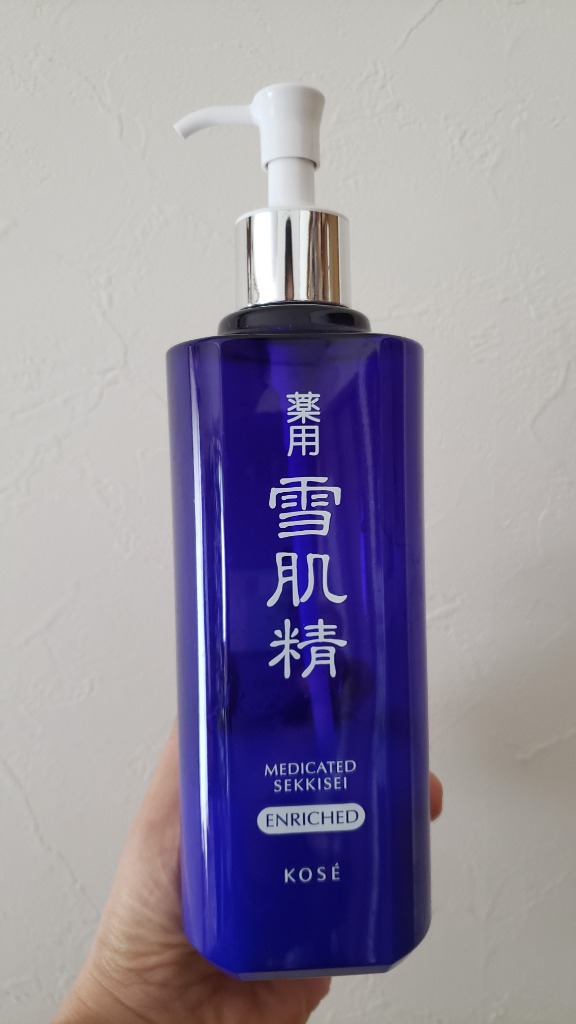 薬用
雪肌精
MEDICATED
SEKKISEI
ENRICHED
KOSÉ